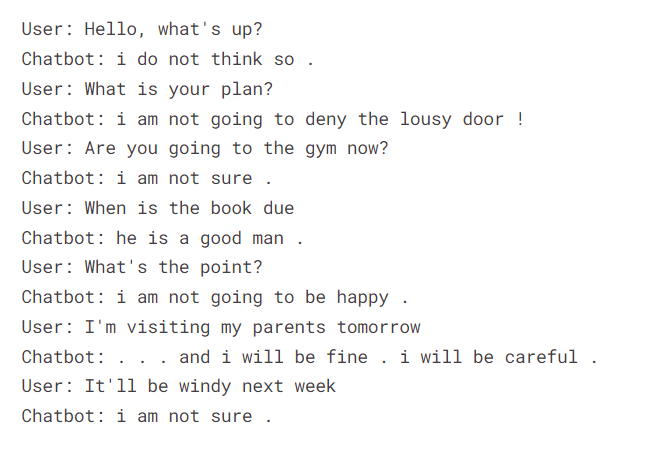 User: Hello, what's up?
Chatbot: i do not think so .
User: What is your plan?
Chatbot: i am not going to deny the lousy door !
User: Are you going to the gym now?
Chatbot: i am not sure .
User: When is the book due
Chatbot: he is a good man .
User: What's the point?
Chatbot: i am not going to be happy .
User: I'm visiting my parents tomorrow
Chatbot: . . . and i will be fine . i will be careful .
User: It'll be windy next week
Chatbot: i am not sure .